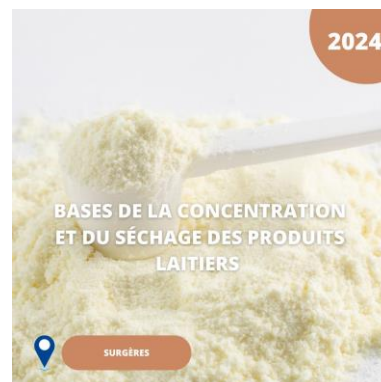 2024
BASES DE LA CONCENTRATION
ET DU SÉCHAGE DES PRODUITS
LAITIERS
SURGÈRES